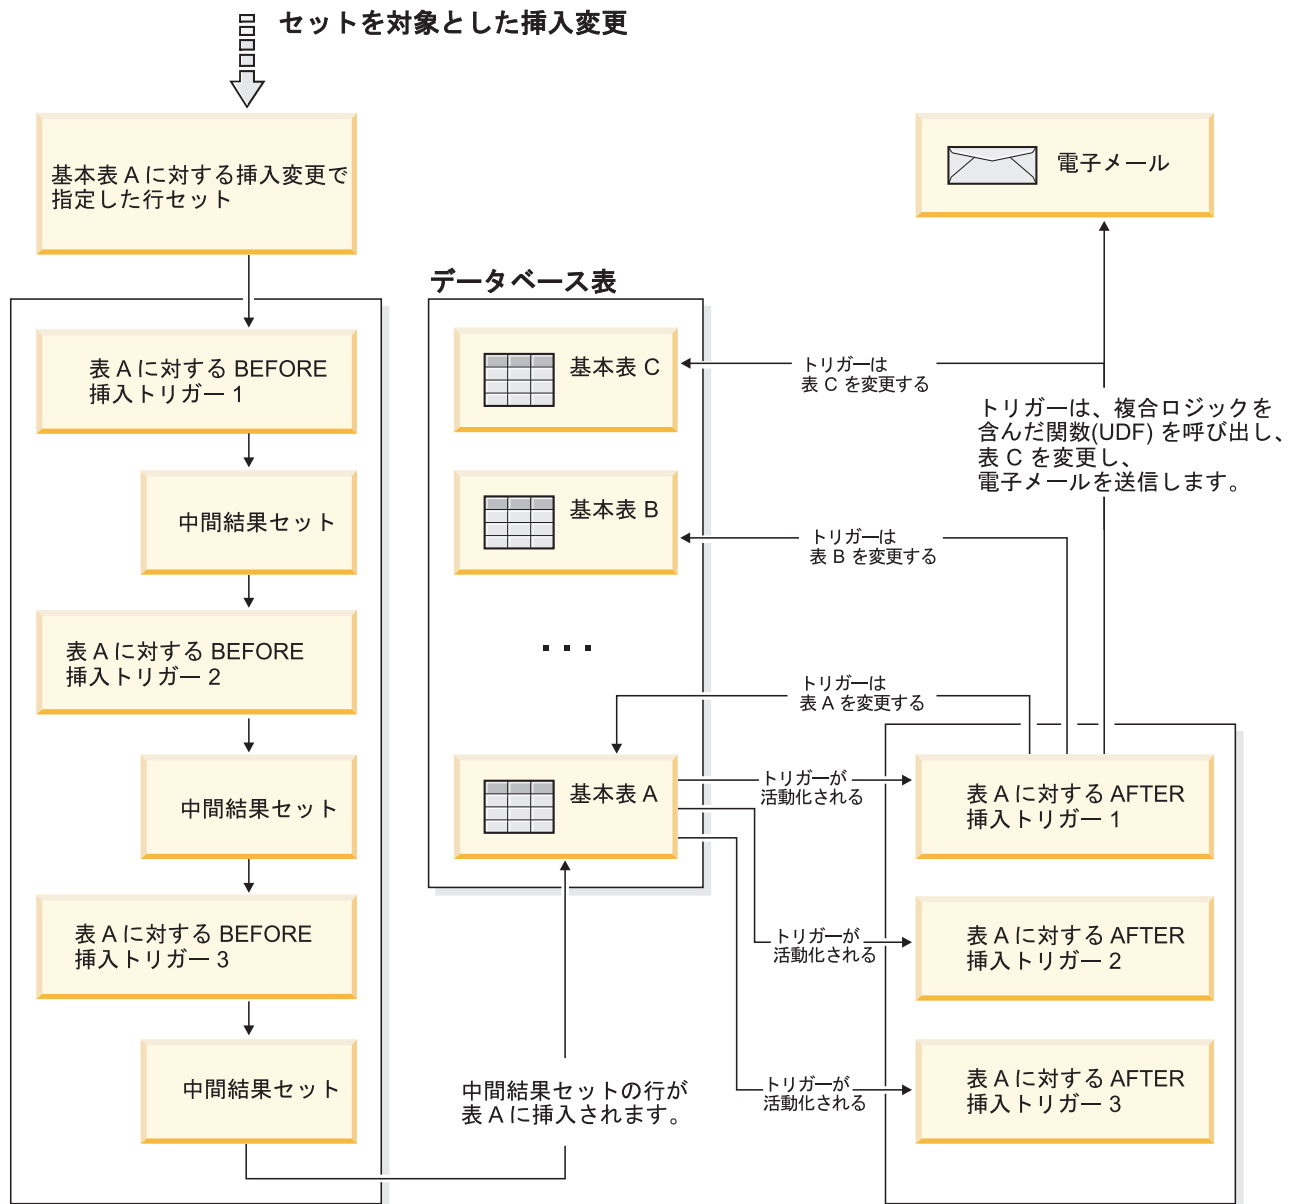 セットを対象とした挿入変更
基本表 A に対する挿入変更で
指定した行セット
電子メール
データベース表
表 A に対する BEFORE
挿入トリガー 1
中間結果セット
表 A に対する BEFORE
挿入トリガー 2
中間結果セット
表 A に対する BEFORE
挿入トリガー 3
中間結果セット
基本表 C
基本表 B
...
基本表 A
トリガーは
表 C を変更する
トリガーは、複合ロジックを
含んだ関数(UDF) を呼び出し、
表 C を変更し、
電子メールを送信します。
トリガーは
表 B を変更する
トリガーは
表 A を変更する
トリガーが
活動化される
トリガーが
活動化される
トリガーが
活動化される
中間結果セットの行が
表 A に挿入されます。
表 A に対する AFTER
挿入トリガー 1
表 A に対する AFTER
挿入トリガー 2
表 A に対する AFTER
挿入トリガー 3